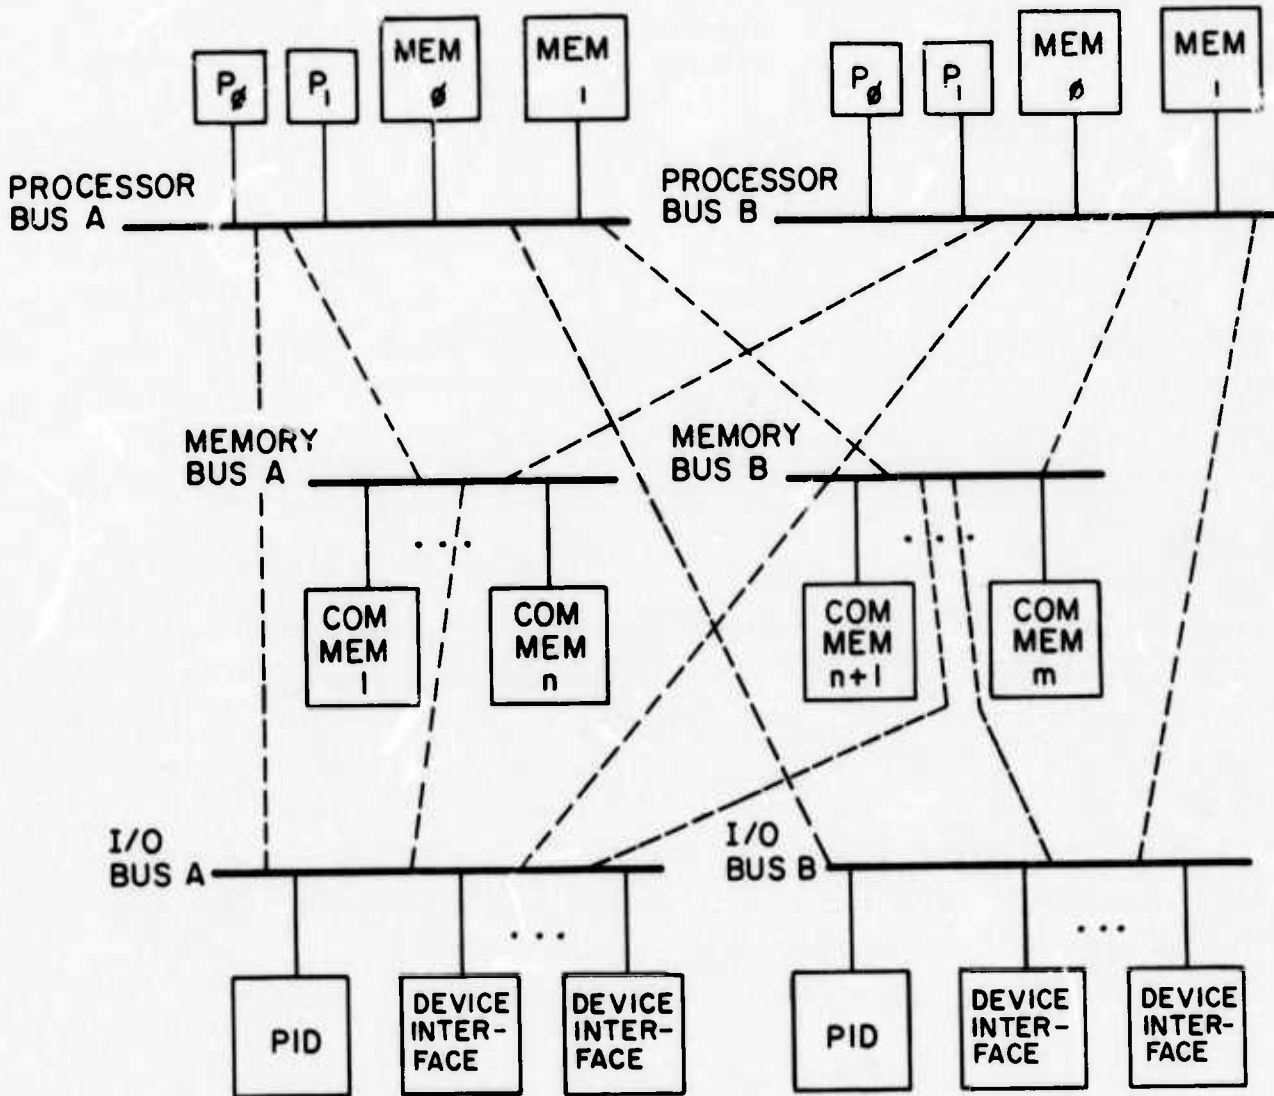 PØ
P1
MEM
Ø
MEM
1
PØ
P1
MEM
Ø
MEM
1
PROCESSOR
BUS A
PROCESSOR
BUS B
MEMORY
BUS A
MEMORY
BUS B
. . .
. . . .
COM
MEM
1
COM
MEM
n
COM
MEM
n+1
COM
MEM
m
I/O
BUS A
I/O
BUS B
...
...
PID
DEVICE
INTER-
FACE
DEVICE
INTER-
FACE
PID
DEVICE
INTER-
FACE
DEVICE
INTER-
FACE